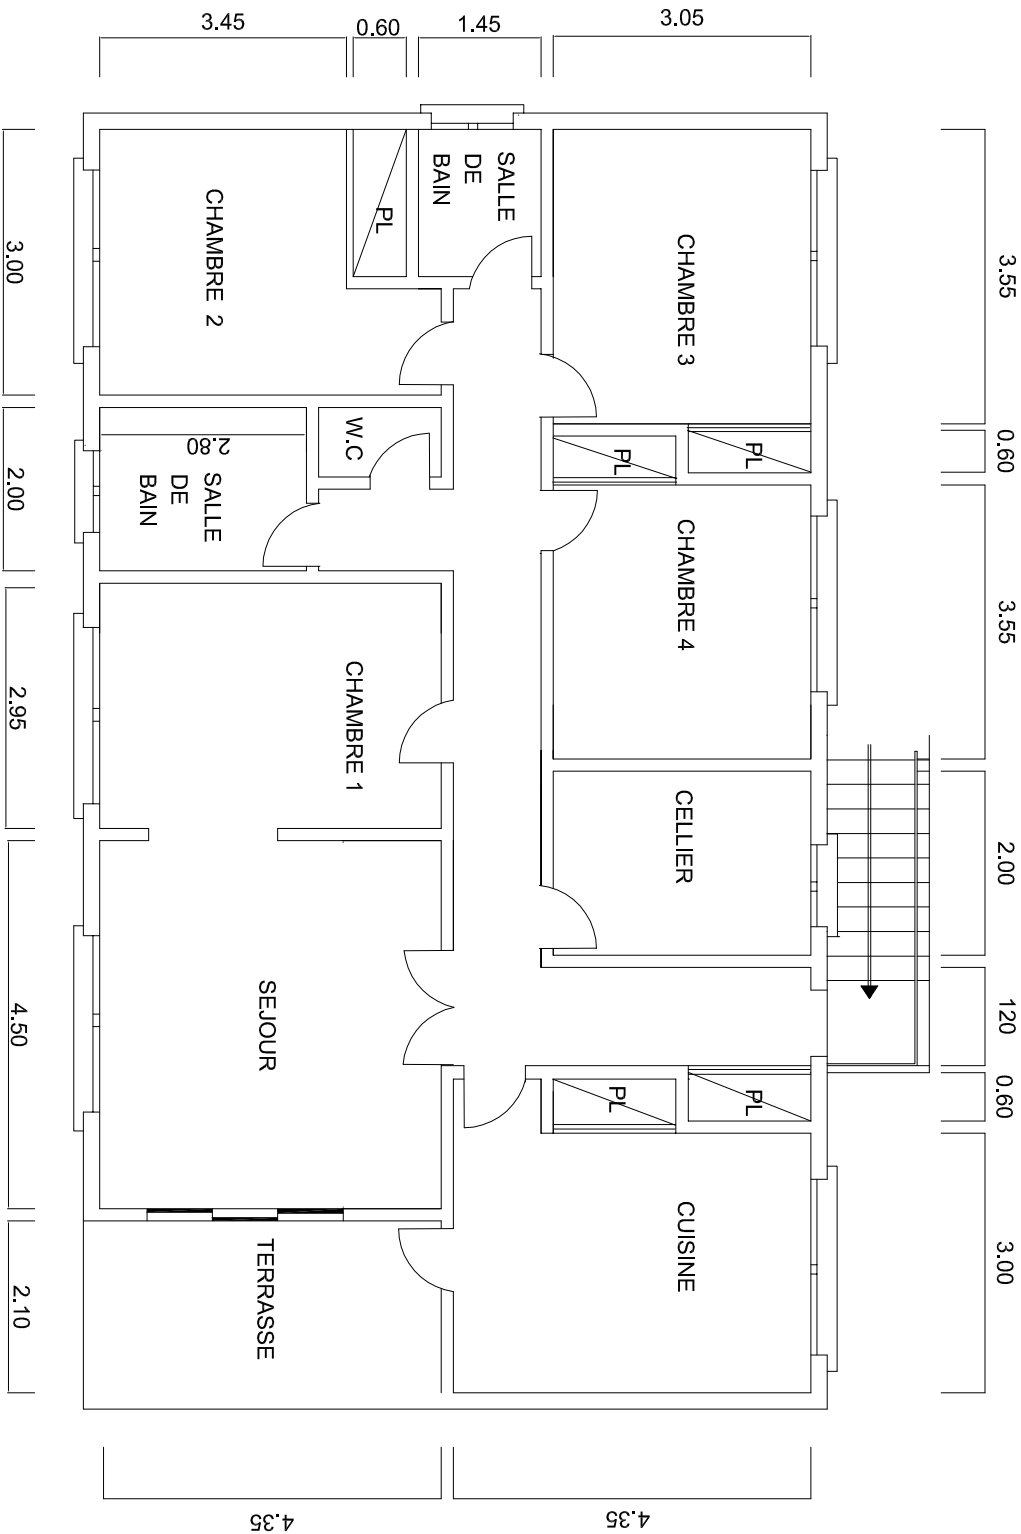 3.45
0.60
1.45
3.05
SALLE
DE
BAIN
PL
CHAMBRE 2
CHAMBRE 3
3.00
3.55
W.C
2.80
SALLE
DE
BAIN
PL
PL
0.60
2.00
CHAMBRE 4
3.55
CHAMBRE 1
2.95
CELLIER
2.00
SEJOUR
4.50
120
PL
PL
0.60
CUISINE
3.00
TERRASSE
2.10
4.35
4.35